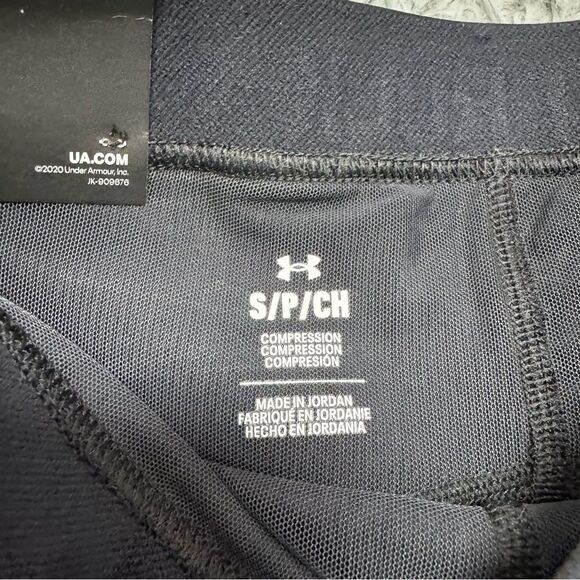 UA.COM
©2020 Under Armour, Inc.
JK-909878
S/P/CH
COMPRESSION
COMPRESSION
COMPRESIÓN
MADE IN JORDAN
FABRIQUÉ EN JORDANIE
HECHO EN JORDANIA